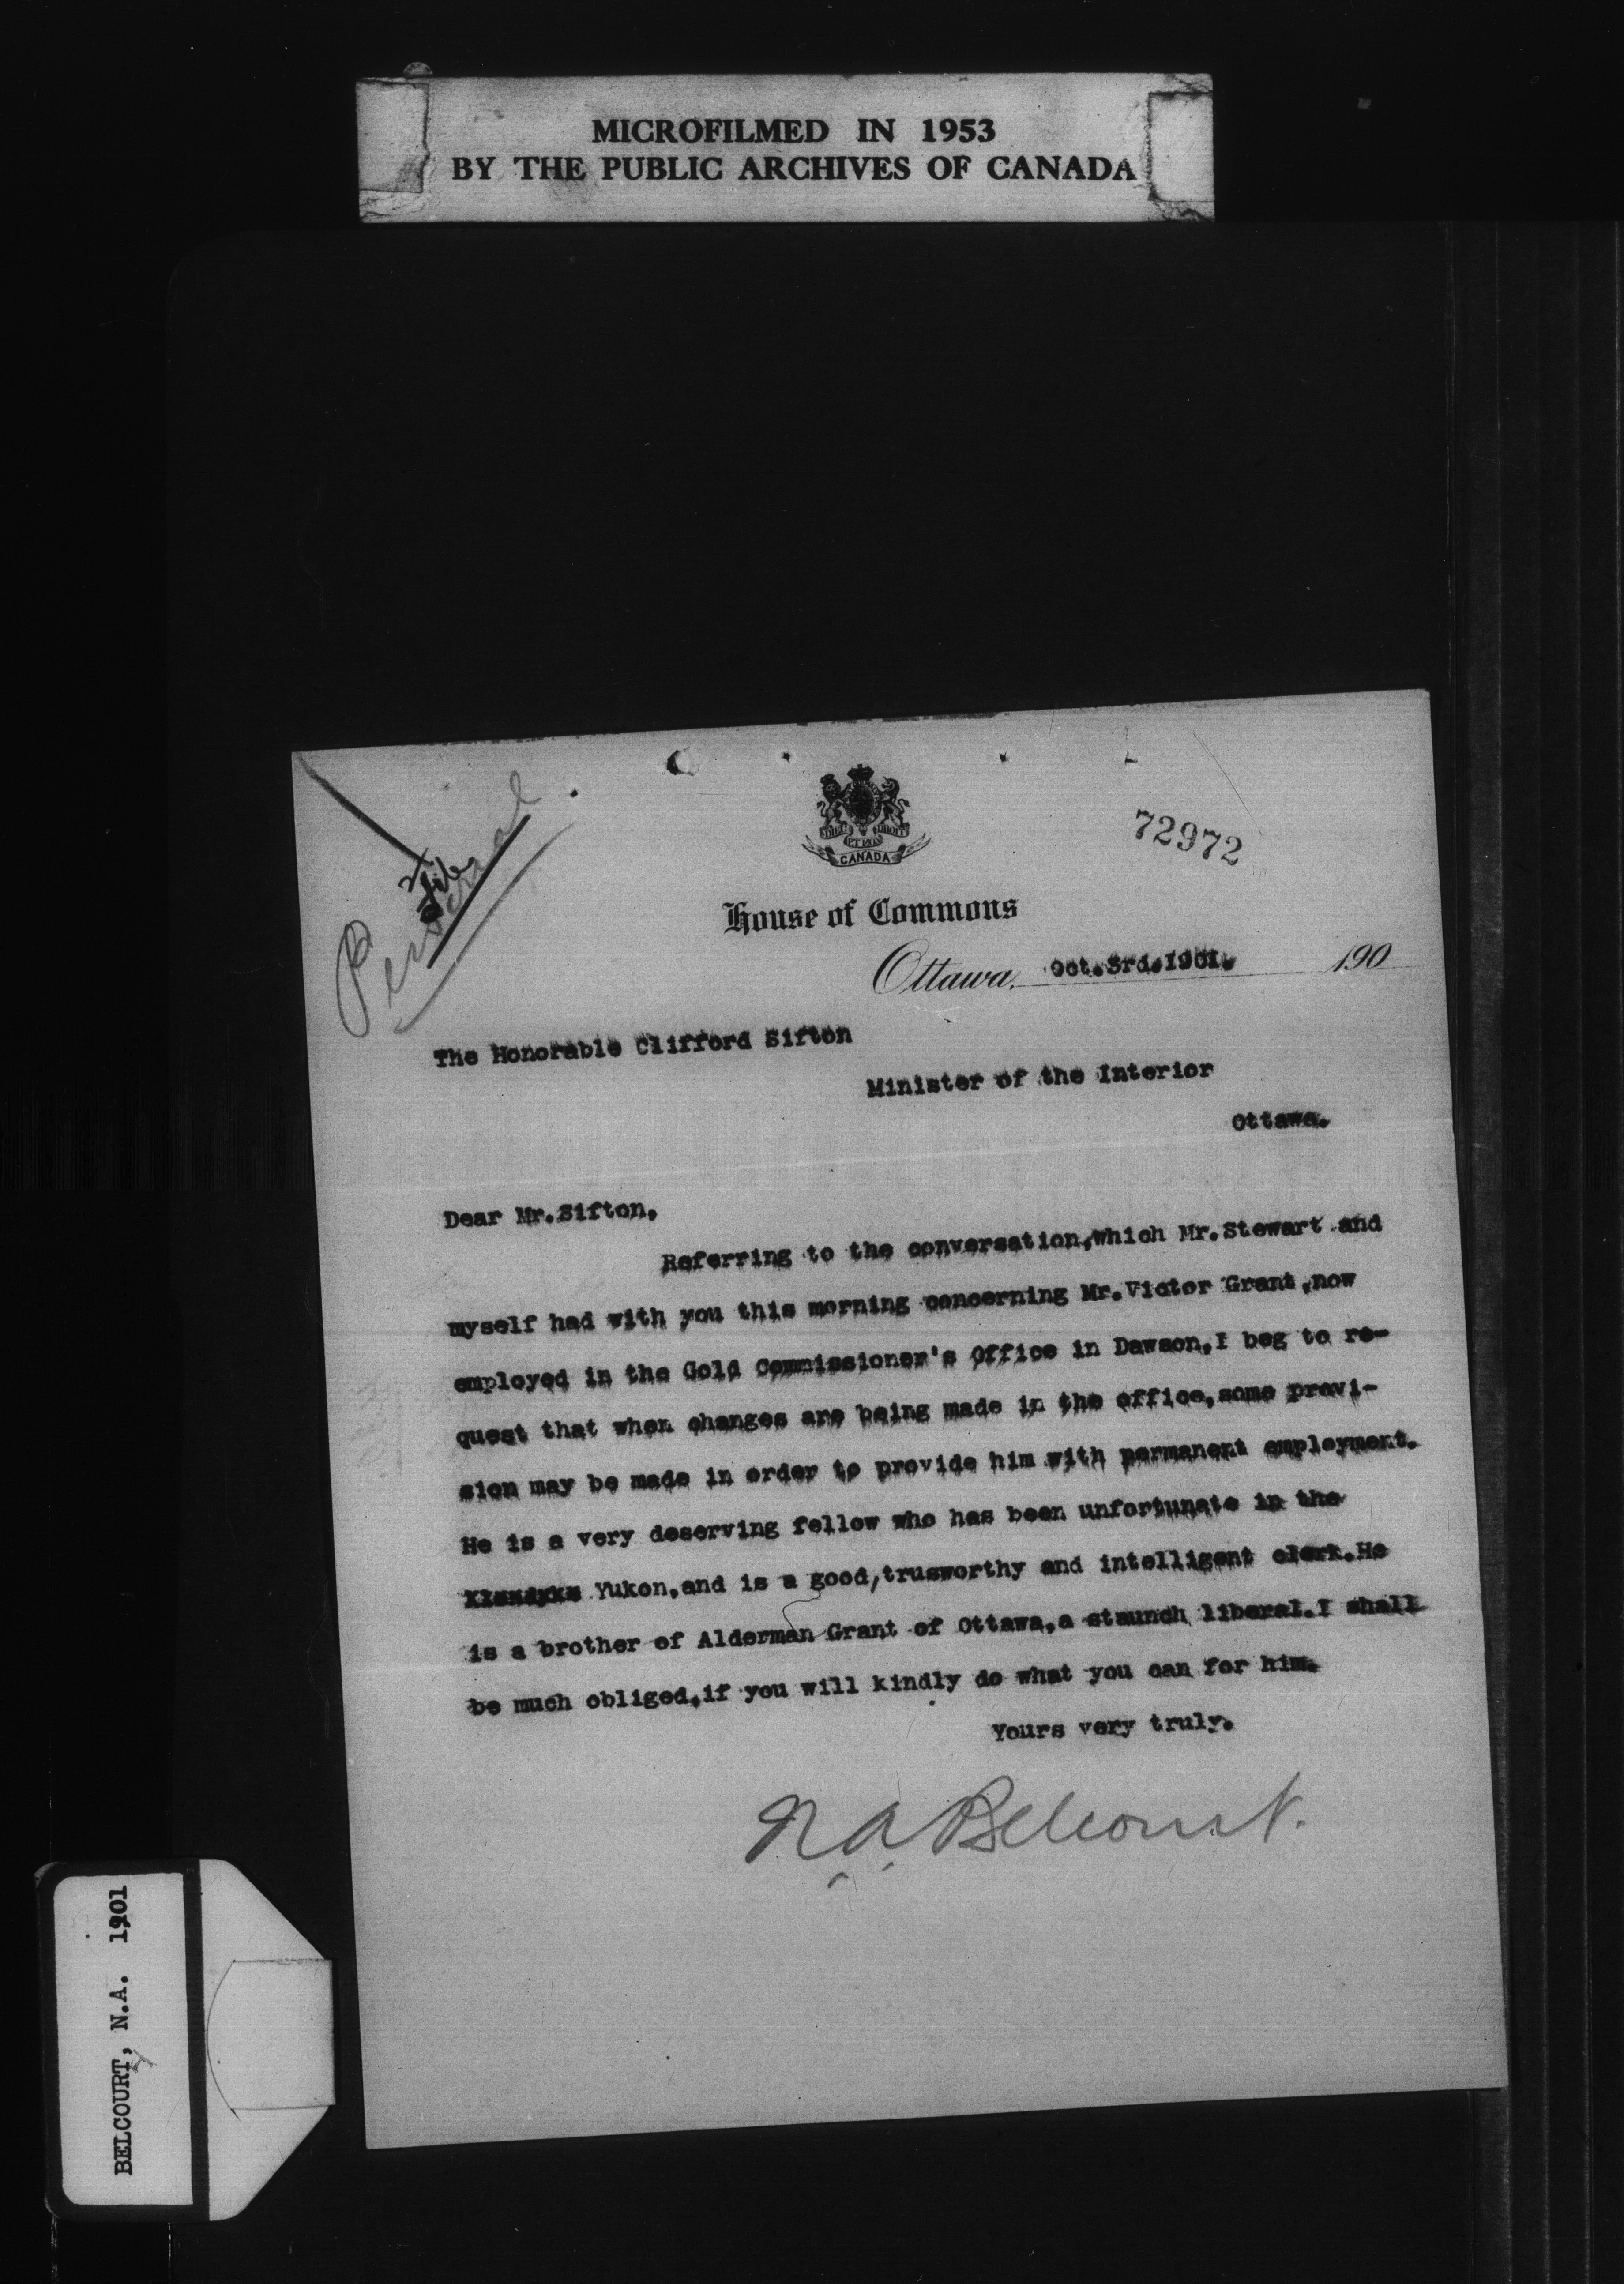 MICROFILMED IN 1953
BY THE PUBLIC ARCHIVES OF CANADA
Personal
File
DIEU ET MON DROIT
CANADA
72972
House of Commons
Ottawa, Oct.3rd.1901. 190
The Honorable Clifford Sifton
Minister of the Interior
Ottawa.
Dear Mr.Sifton,
Referring to the conversation,which Mr.Stewart and
myself had with you this morning concerning Mr.Victor Grant,now
employed in the Gold Commissioner's Office in Dawson,I beg to re-
quest that when changes are being made in the office,some provi-
sion may be made in order to provide him with permanent employment.
He is a very deserving fellow who has been unfortunate in the
Yukon,and is a good,trusworthy and intelligent clerk.He
is a brother of Alderman Grant of Ottawa,a staunch liberal.I shall
be much obliged,if you will kindly do what you can for him.
Yours very truly.
N A Belcourt.
BELCOURT, N.A. 1901